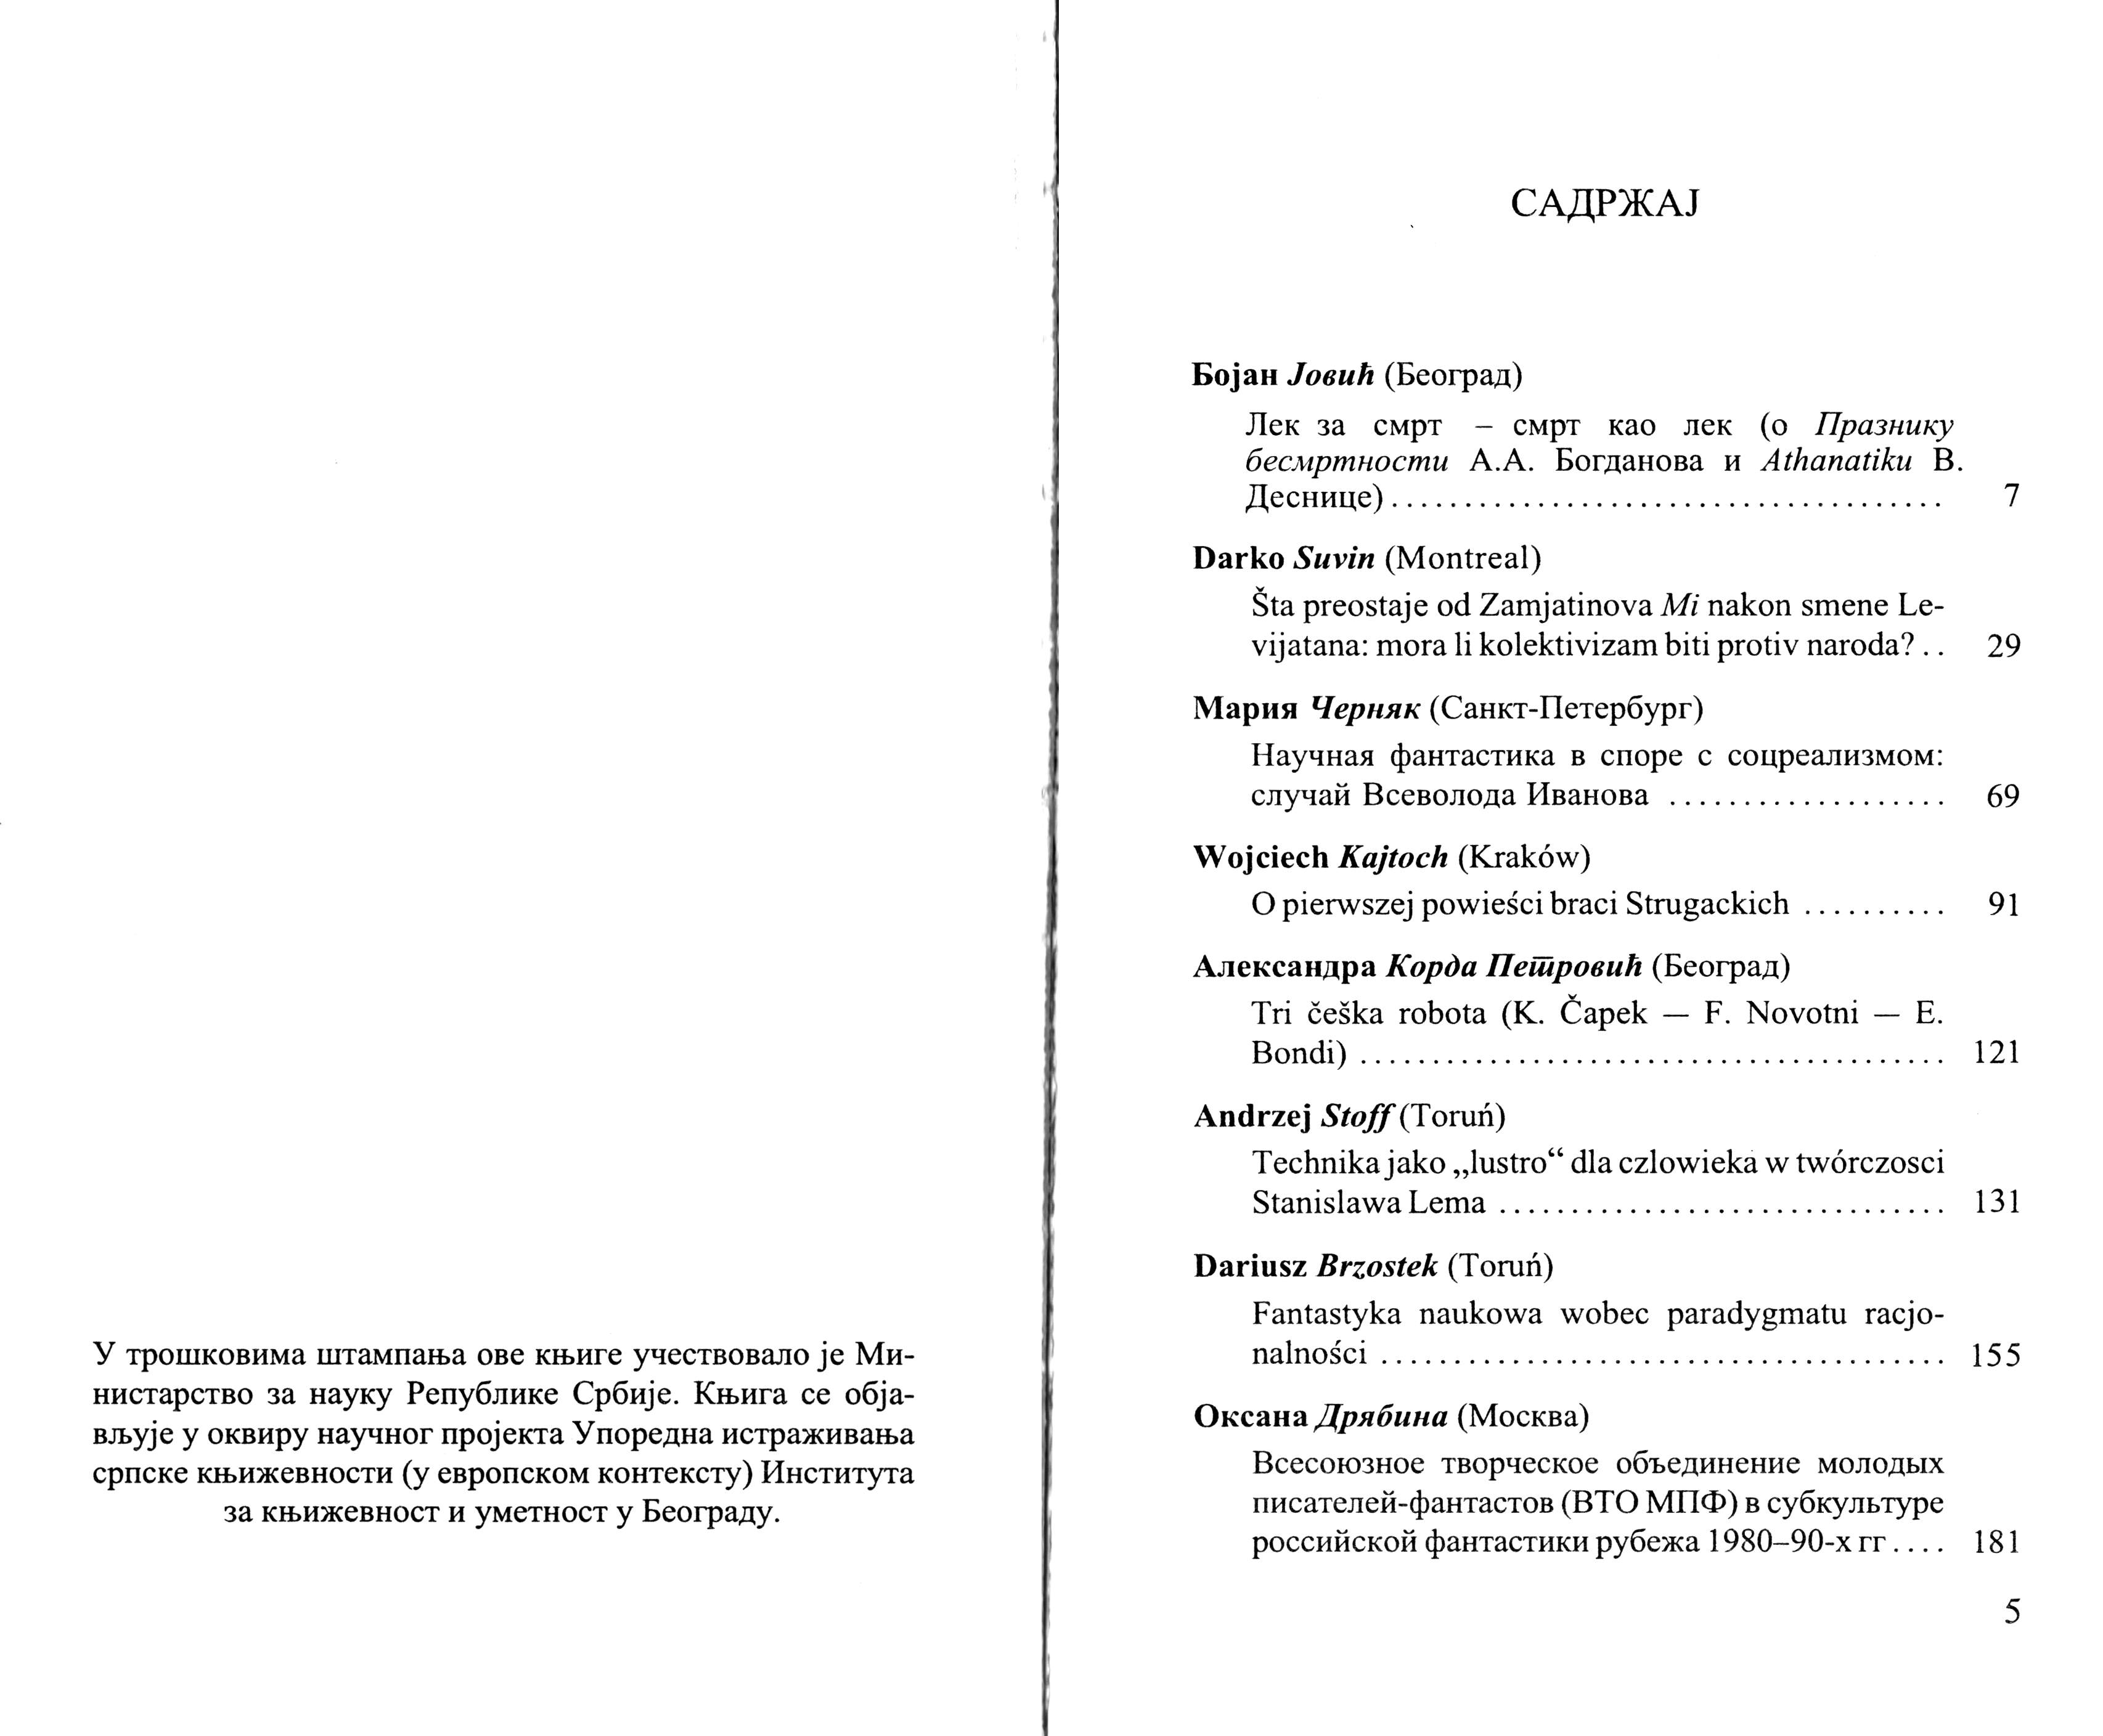 У трошковима штампања ове књиге учествовало је Ми-
нистарство за науку Републике Србије. Књига се обја-
вљује у оквиру научног пројекта Упоредна истраживања
српске књижевности (у европском контексту) Института
за књижевност и уметност у Београду.
САДРЖАЈ
Бојан Јовић (Београд)
Лек за смрт – смрт као лек (о Празнику
бесмртности А.А. Богданова и Athanatiku В.
Деснице) ..................................... 7
Darko Suvin (Montreal)
Šta preostaje od Zamjatinova Mi nakon smene Le-
vijatana: mora li kolektivizam biti protiv naroda? .. 29
Мария Черняк (Санкт-Петербург)
Научная фантастика в споре с соцреализмом:
случай Всеволода Иванова ................... 69
Wojciech Kajtoch (Kraków)
O pierwszej powieści braci Strugackich .......... 91
Александра Корда Петровић (Београд)
Tri češka robota (K. Čapek — F. Novotni — E.
Bondi) ........................................ 121
Andrzej Stoff (Toruń)
Technika jako „lustro“ dla czlowieka w twórczosci
Stanislawa Lema ............................... 131
Dariusz Brzostek (Toruń)
Fantastyka naukowa wobec paradygmatu racjo-
nalności ....................................... 155
Оксана Дрябина (Москва)
Всесоюзное творческое объединение молодых
писателей-фантастов (ВТО МПФ) в субкультуре
российской фантастики рубежа 1980–90-х гг .... 181
5